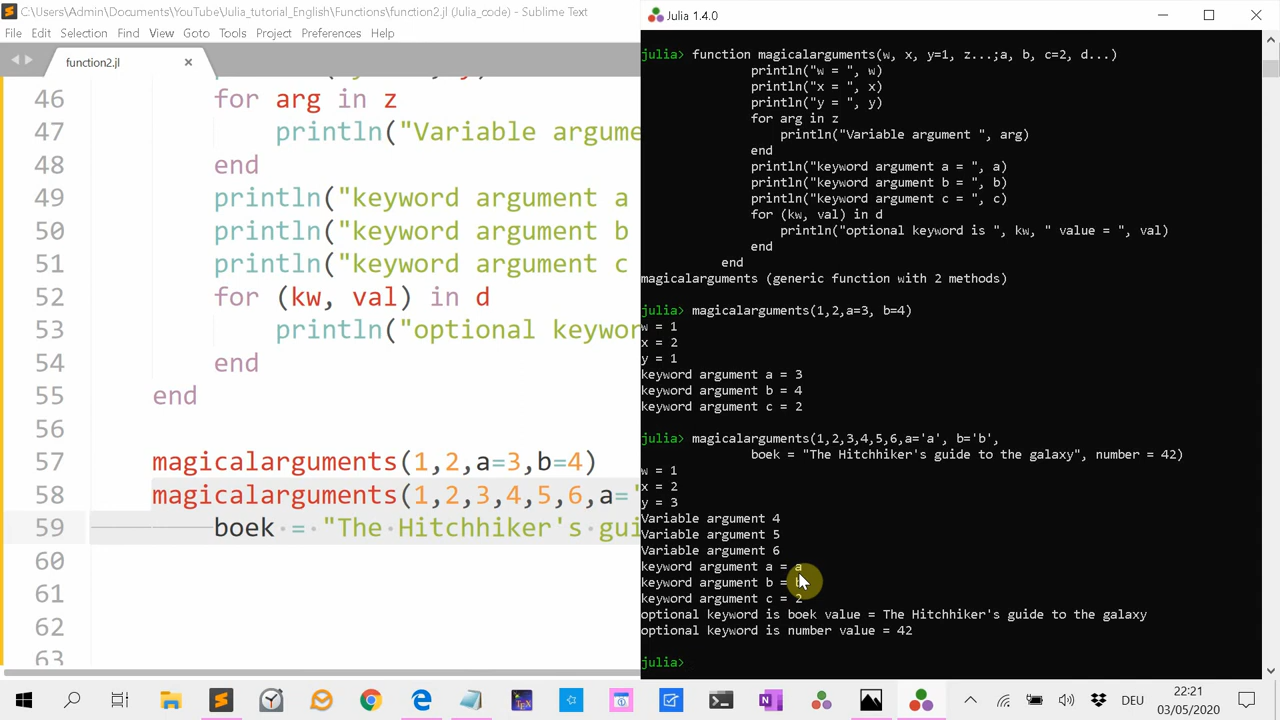 C:\Users\Admin\Documents\YouTube\Julia_tutorial_English\Functions\function2.jl (Julia_code) - Sublime Text
File Edit Selection Find View Goto Tools Project Preferences Help
function2.jl
46 for arg in z
47 println("Variable argume
48 end
49 println("keyword argument a
50 println("keyword argument b
51 println("keyword argument c
52 for (kw, val) in d
53 println("optional keywor
54 end
55 end
56
57 magicalarguments(1,2,a=3,b=4)
58 magicalarguments(1,2,3,4,5,6,a='
59 boek = "The Hitchhiker's gui
60
61
62
63
Julia 1.4.0
julia> function magicalarguments(w, x, y=1, z...;a, b, c=2, d...)
println("w = ", w)
println("x = ", x)
println("y = ", y)
for arg in z
println("Variable argument ", arg)
end
println("keyword argument a = ", a)
println("keyword argument b = ", b)
println("keyword argument c = ", c)
for (kw, val) in d
println("optional keyword is ", kw, " value = ", val)
end
end
magicalarguments (generic function with 2 methods)
julia> magicalarguments(1,2,a=3, b=4)
w = 1
x = 2
y = 1
keyword argument a = 3
keyword argument b = 4
keyword argument c = 2
julia> magicalarguments(1,2,3,4,5,6,a='a', b='b',
boek = "The Hitchhiker's guide to the galaxy", number = 42)
w = 1
x = 2
y = 3
Variable argument 4
Variable argument 5
Variable argument 6
keyword argument a = a
keyword argument b = b
keyword argument c = 2
optional keyword is boek value = The Hitchhiker's guide to the galaxy
optional keyword is number value = 42
julia>
DEU
22:21
03/05/2020